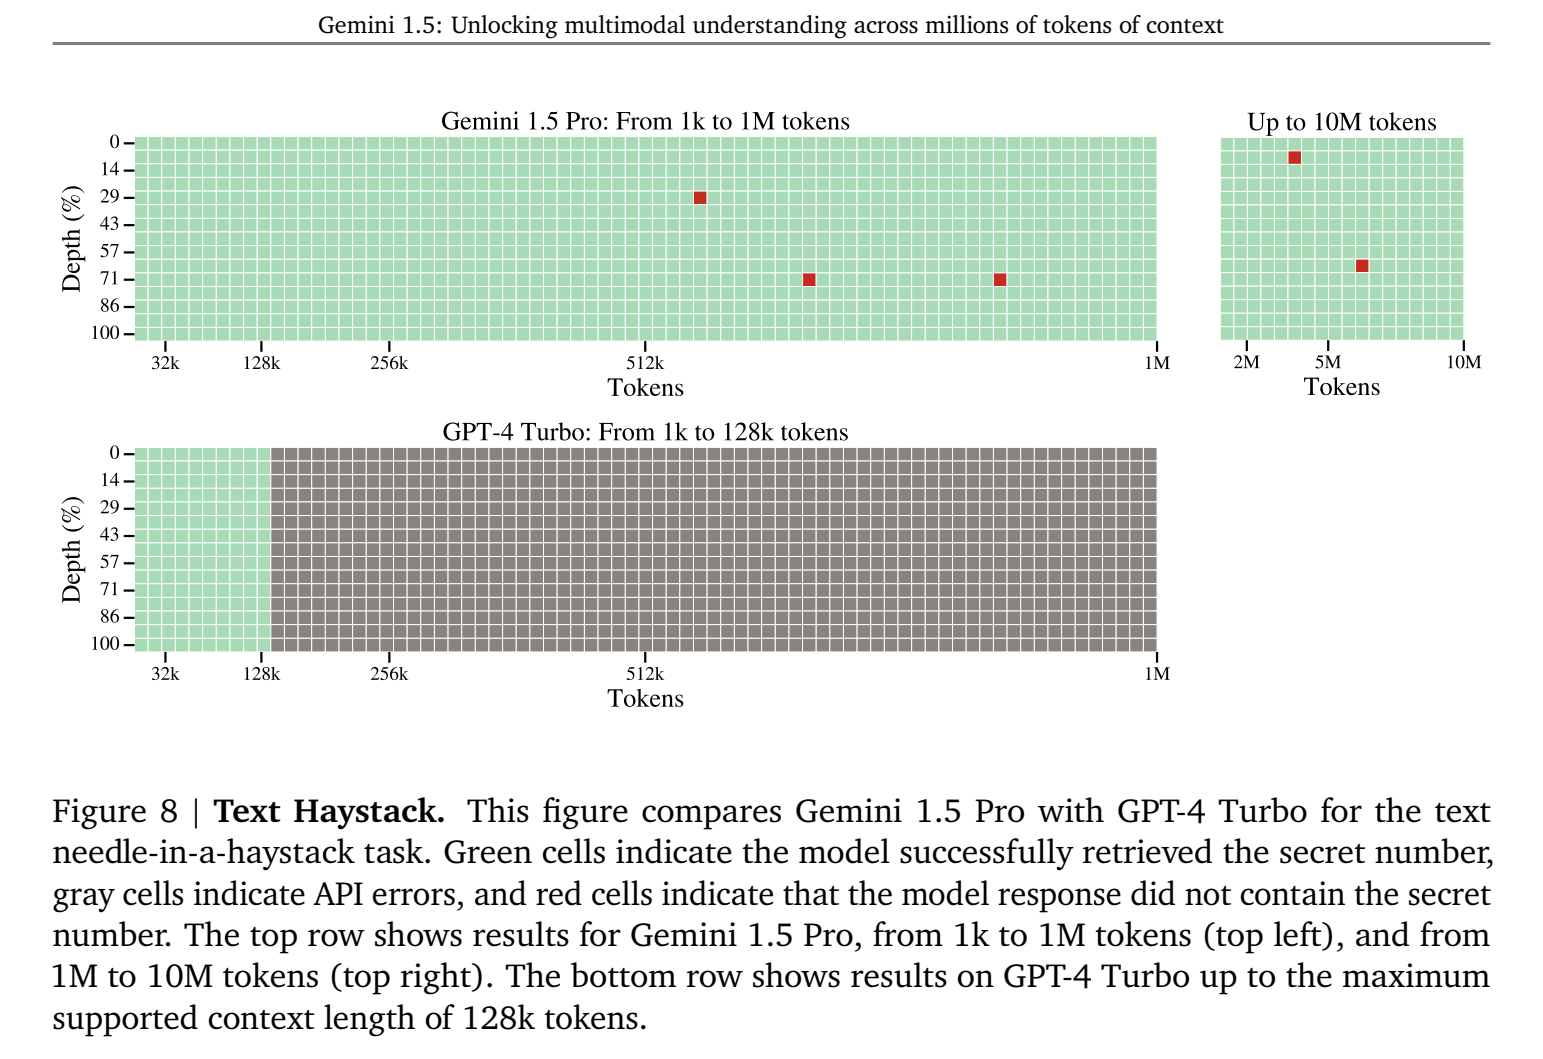 Gemini 1.5: Unlocking multimodal understanding across millions of tokens of context
Gemini 1.5 Pro: From 1k to 1M tokens
Depth (%)
0
14
29
43
57
71
86
100
32k 128k 256k 512k 1M
Tokens
Up to 10M tokens
2M 5M 10M
Tokens
GPT-4 Turbo: From 1k to 128k tokens
Depth (%)
0
14
29
43
57
71
86
100
32k 128k 256k 512k 1M
Tokens
Figure 8 | Text Haystack. This figure compares Gemini 1.5 Pro with GPT-4 Turbo for the text
needle-in-a-haystack task. Green cells indicate the model successfully retrieved the secret number,
gray cells indicate API errors, and red cells indicate that the model response did not contain the secret
number. The top row shows results for Gemini 1.5 Pro, from 1k to 1M tokens (top left), and from
1M to 10M tokens (top right). The bottom row shows results on GPT-4 Turbo up to the maximum
supported context length of 128k tokens.